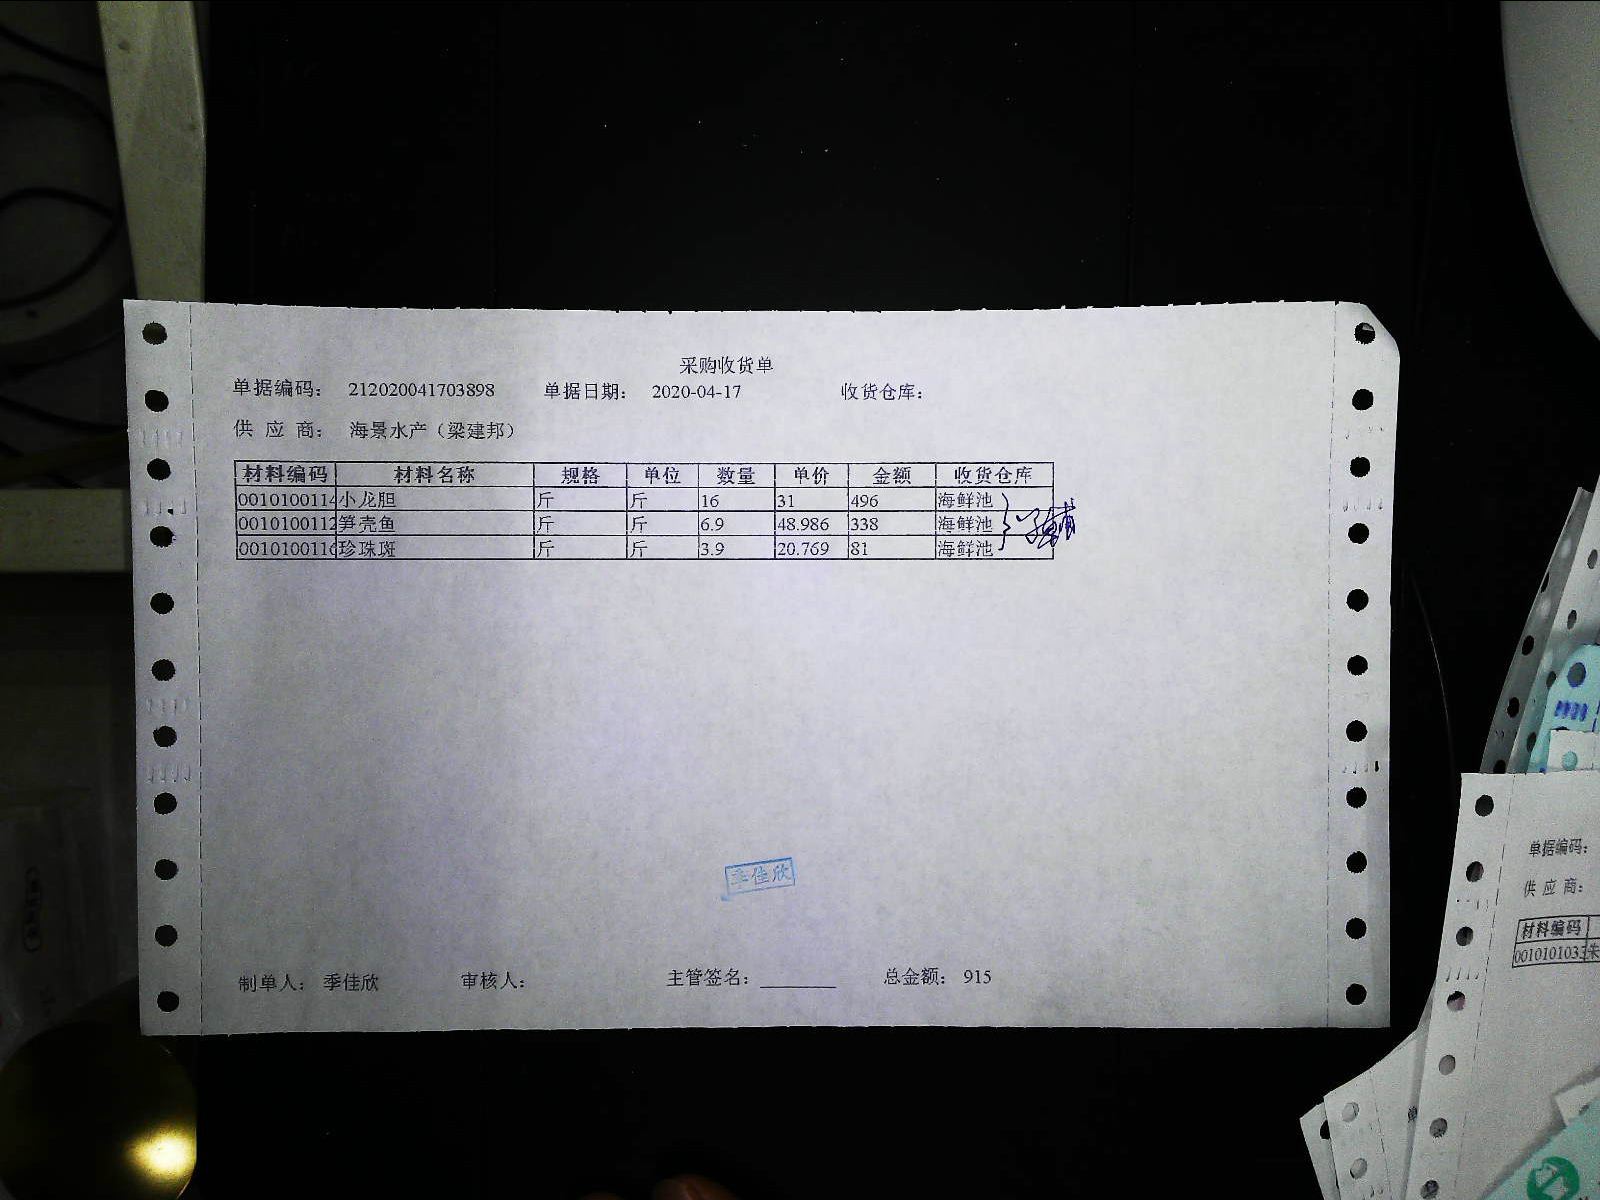 采购收货单
单据编码： 212020041703898 单据日期： 2020-04-17 收货仓库：
供 应 商： 海景水产（梁建邦）
材料编码 材料名称 规格 单位 数量 单价 金额 收货仓库
0010100114 小龙胆 斤 斤 16 31 496 海鲜池
0010100112 笋壳鱼 斤 斤 6.9 48.986 338 海鲜池
0010100116 珍珠斑 斤 斤 3.9 20.769 81 海鲜池
季佳欣
制单人： 季佳欣 审核人： 主管签名： 总金额： 915
单据编码：
供 应 商：
材料编码
001010103